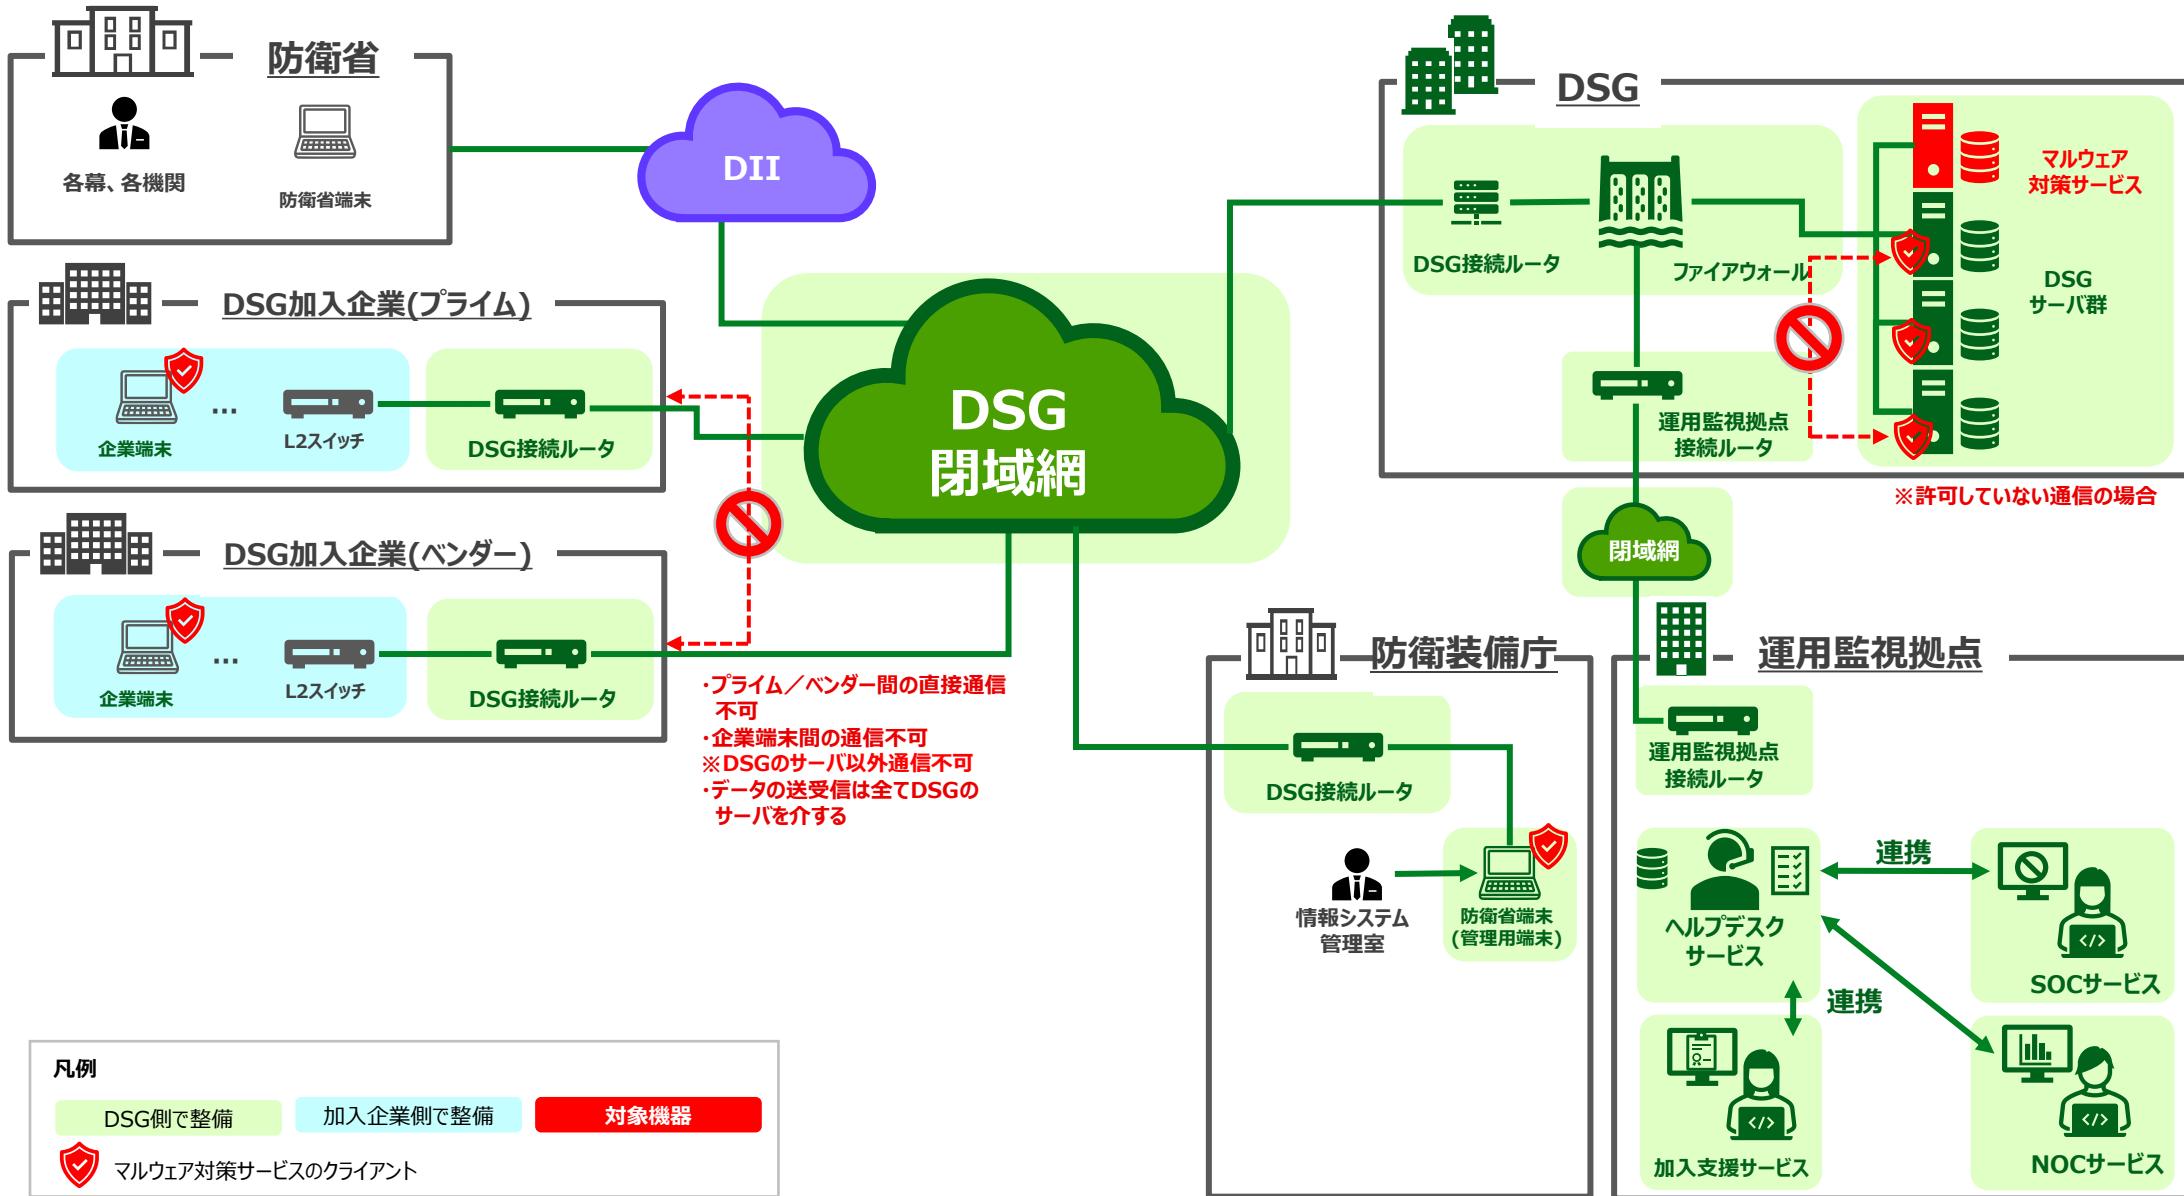 防衛省
各幕、各機関
防衛省端末
DII
DSG加入企業(プライム)
企業端末
…
L2スイッチ
DSG接続ルータ
DSG加入企業(ベンダー)
企業端末
…
L2スイッチ
DSG接続ルータ
DSG
閉域網
・プライム／ベンダー間の直接通信
不可
・企業端末間の通信不可
※DSGのサーバ以外通信不可
・データの送受信は全てDSGの
サーバを介する
DSG
DSG接続ルータ
ファイアウォール
マルウェア
対策サービス
DSG
サーバ群
運用監視拠点
接続ルータ
※許可していない通信の場合
閉域網
防衛装備庁
DSG接続ルータ
情報システム
管理室
防衛省端末
(管理用端末)
運用監視拠点
運用監視拠点
接続ルータ
ヘルプデスク
サービス
連携
SOCサービス
連携
加入支援サービス
NOCサービス
凡例
DSG側で整備
加入企業側で整備
対象機器
マルウェア対策サービスのクライアント